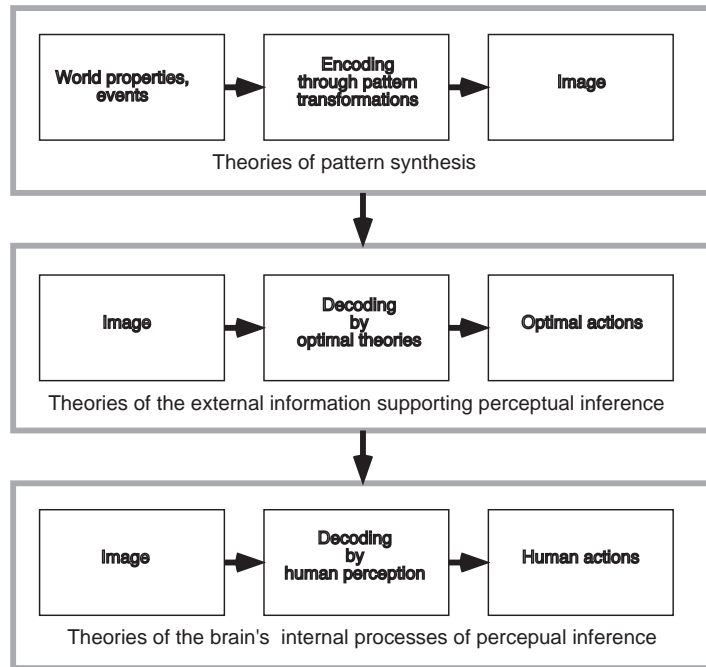 World properties,
events
Encoding
through pattern
transformations
Image
Theories of pattern synthesis
Image
Decoding
by
optimal theories
Optimal actions
Theories of the external information supporting perceptual inference
Image
Decoding
by
human perception
Human actions
Theories of the brain's internal processes of percepual inference